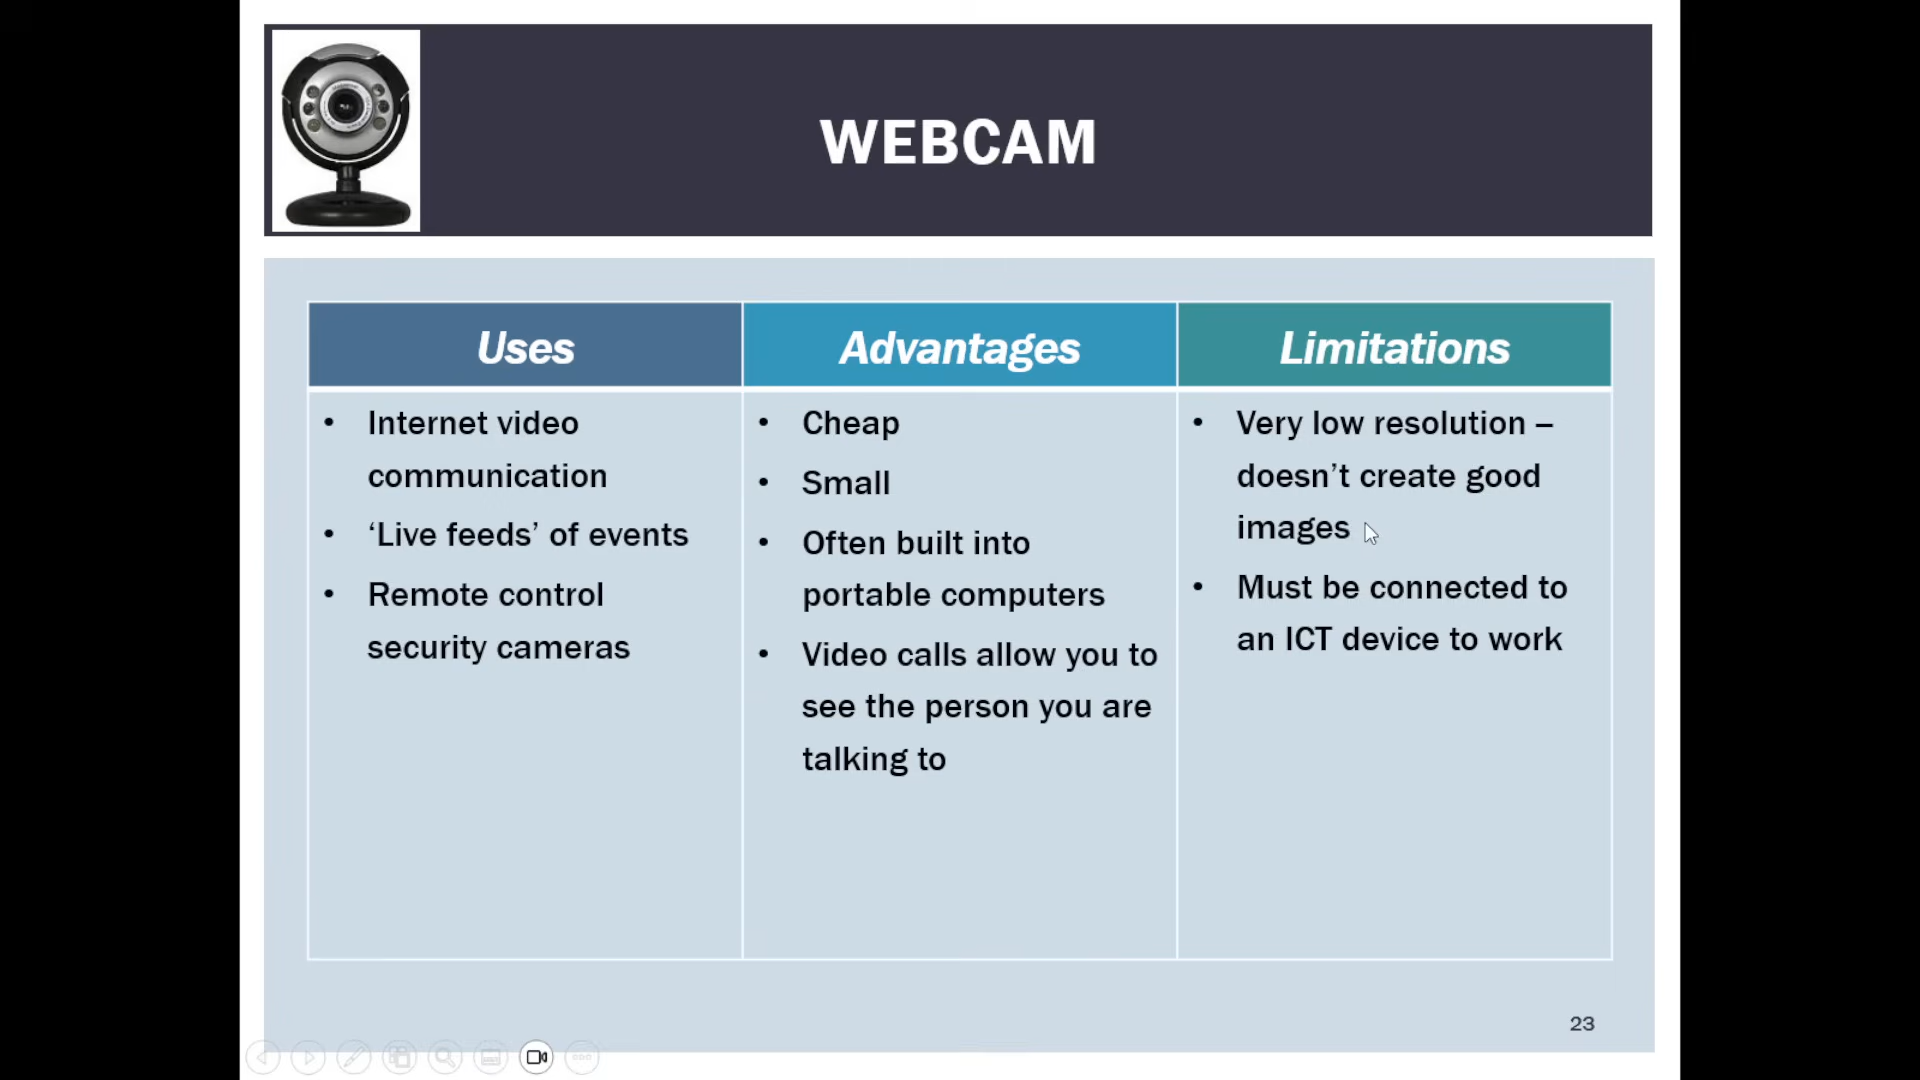 WEBCAM
Uses
Advantages
Limitations
• Internet video
communication
• ‘Live feeds’ of events
• Remote control
security cameras
• Cheap
• Small
• Often built into
portable computers
• Video calls allow you to
see the person you are
talking to
• Very low resolution –
doesn’t create good
images
• Must be connected to
an ICT device to work
23